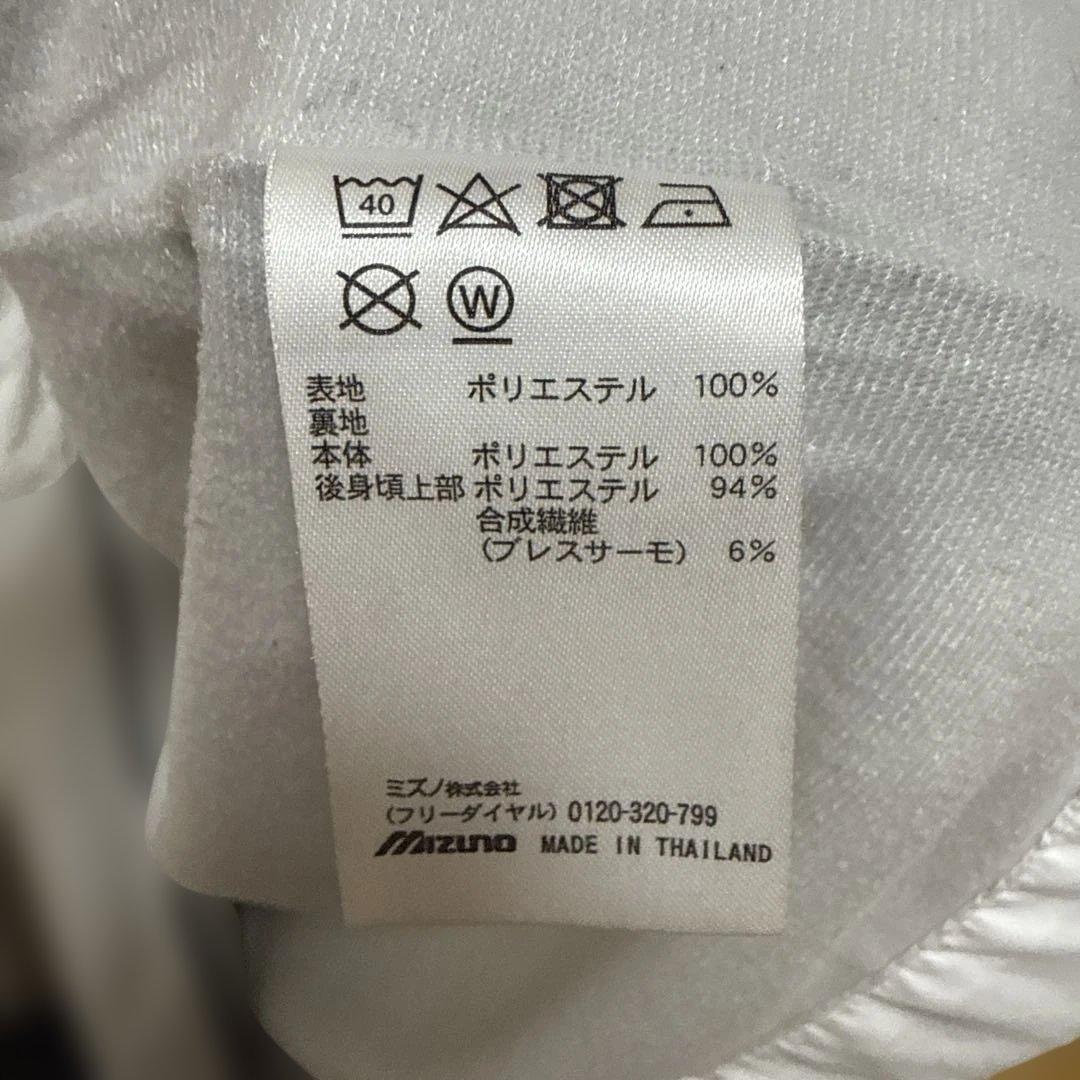 40
W
表地 ポリエステル 100%
裏地
本体 ポリエステル 100%
後身頃上部 ポリエステル 94%
合成繊維
(ブレスサーモ) 6%
ミズノ株式会社
(フリーダイヤル) 0120-320-799
MIZUNO MADE IN THAILAND